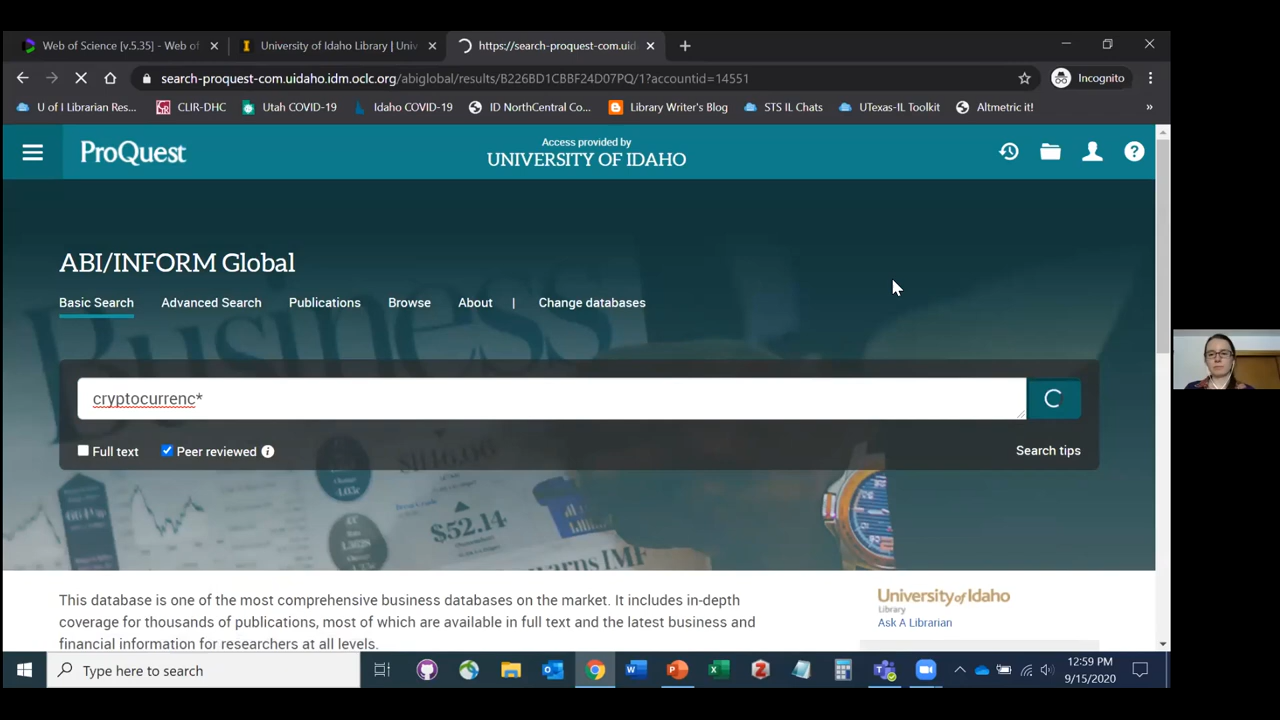 Web of Science [v.5.35] - Web of
University of Idaho Library | Univ
https://search-proquest-com.uid
search-proquest-com.uidaho.idm.oclc.org/abiglobal/results/B226BD1CBBF24D07PQ/1?accountid=14551
Incognito
U of I Librarian Res...
CLIR-DHC
Utah COVID-19
Idaho COVID-19
ID NorthCentral Co...
Library Writer's Blog
STS IL Chats
UTexas-IL Toolkit
Altmetric it!
»
ProQuest
Access provided by
UNIVERSITY OF IDAHO
ABI/INFORM Global
Basic Search
Advanced Search
Publications
Browse
About
|
Change databases
Business
cryptocurrenc*
Full text
Peer reviewed
Search tips
$52.14
IMF
This database is one of the most comprehensive business databases on the market. It includes in-depth
coverage for thousands of publications, most of which are available in full text and the latest business and
financial information for researchers at all levels.
University of Idaho
Library
Ask A Librarian
Type here to search
12:59 PM
9/15/2020